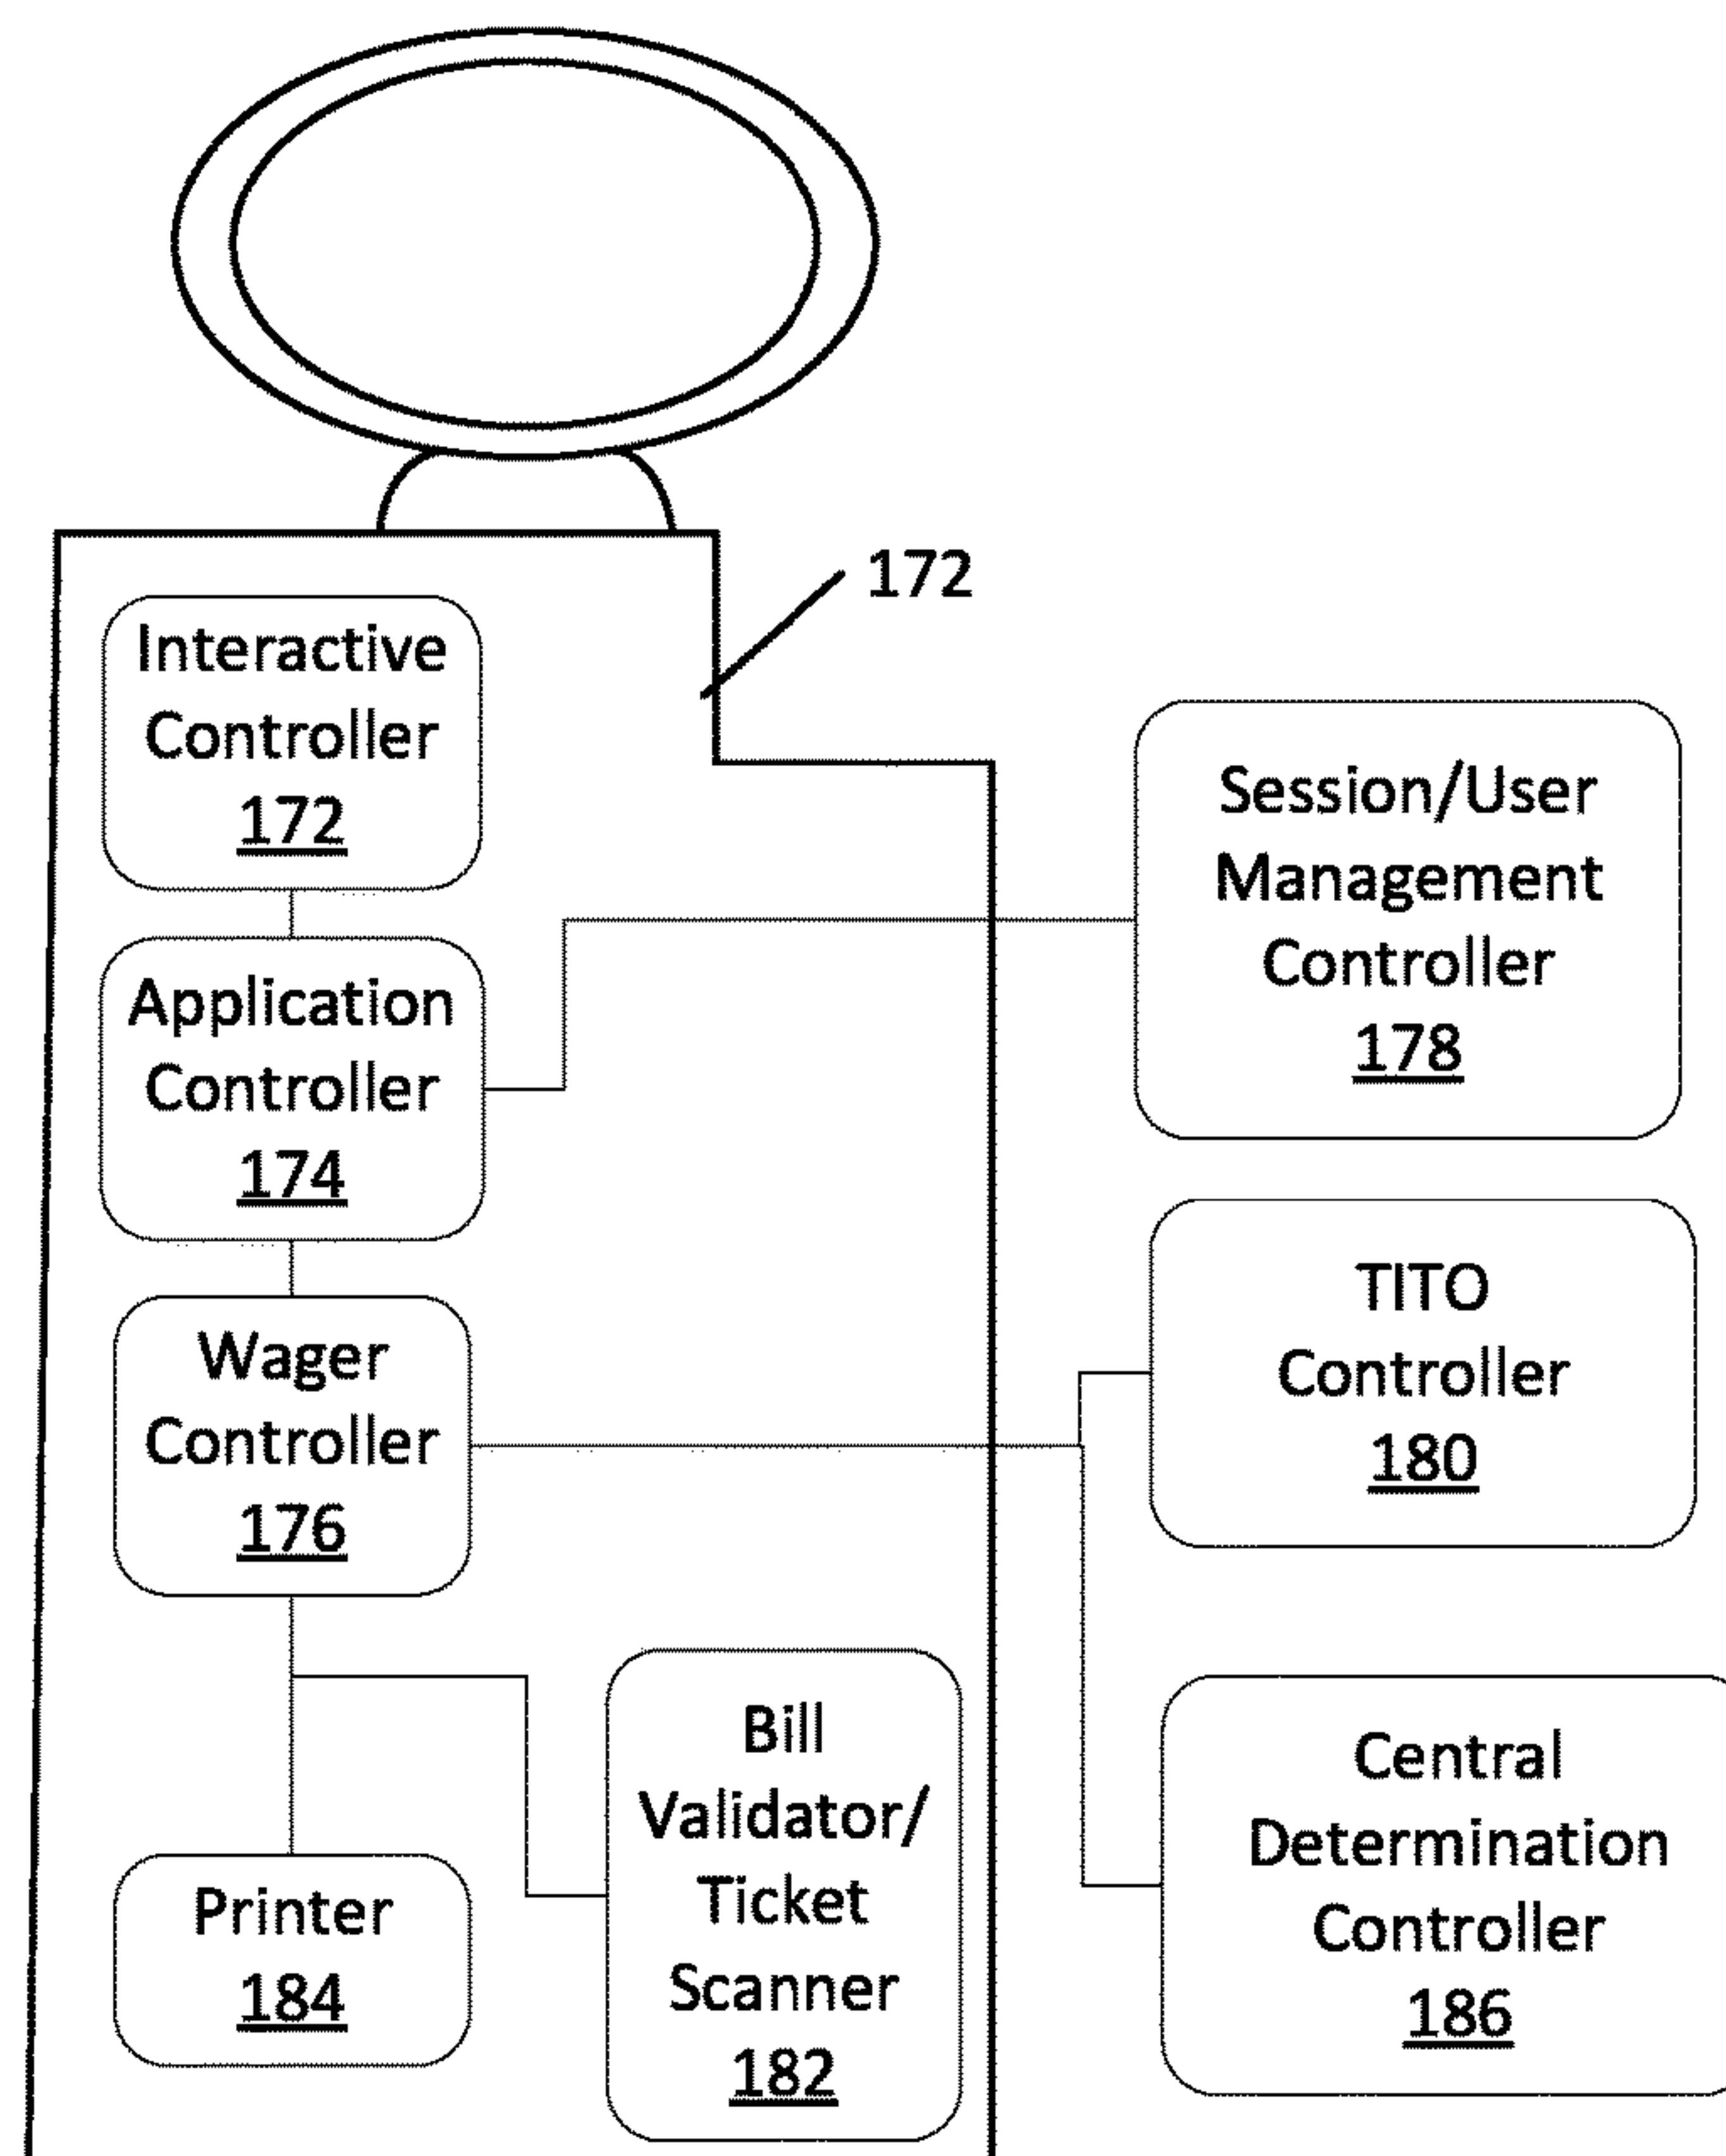 172
Interactive
Controller
172
Application
Controller
174
Wager
Controller
176
Printer
184
Bill
Validator/
Ticket
Scanner
182
Session/User
Management
Controller
178
TITO
Controller
180
Central
Determination
Controller
186